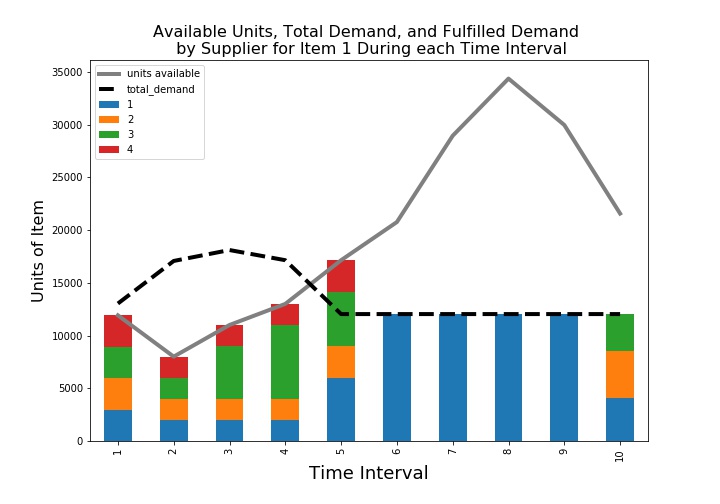 Available Units, Total Demand, and Fulfilled Demand
by Supplier for Item 1 During each Time Interval
units available
total_demand
1
2
3
4
35000
30000
25000
20000
15000
10000
5000
0
Units of Item
1 2 3 4 5 6 7 8 9 10
Time Interval